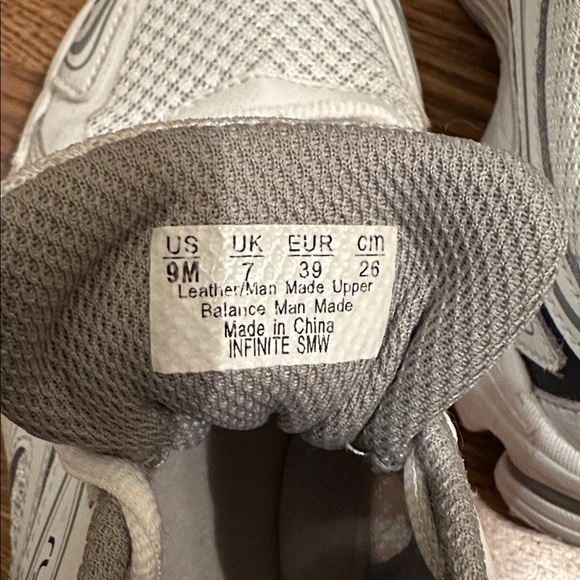 US UK EUR cm
9M 7 39 26
Leather/Man Made Upper
Balance Man Made
Made in China
INFINITE SMW